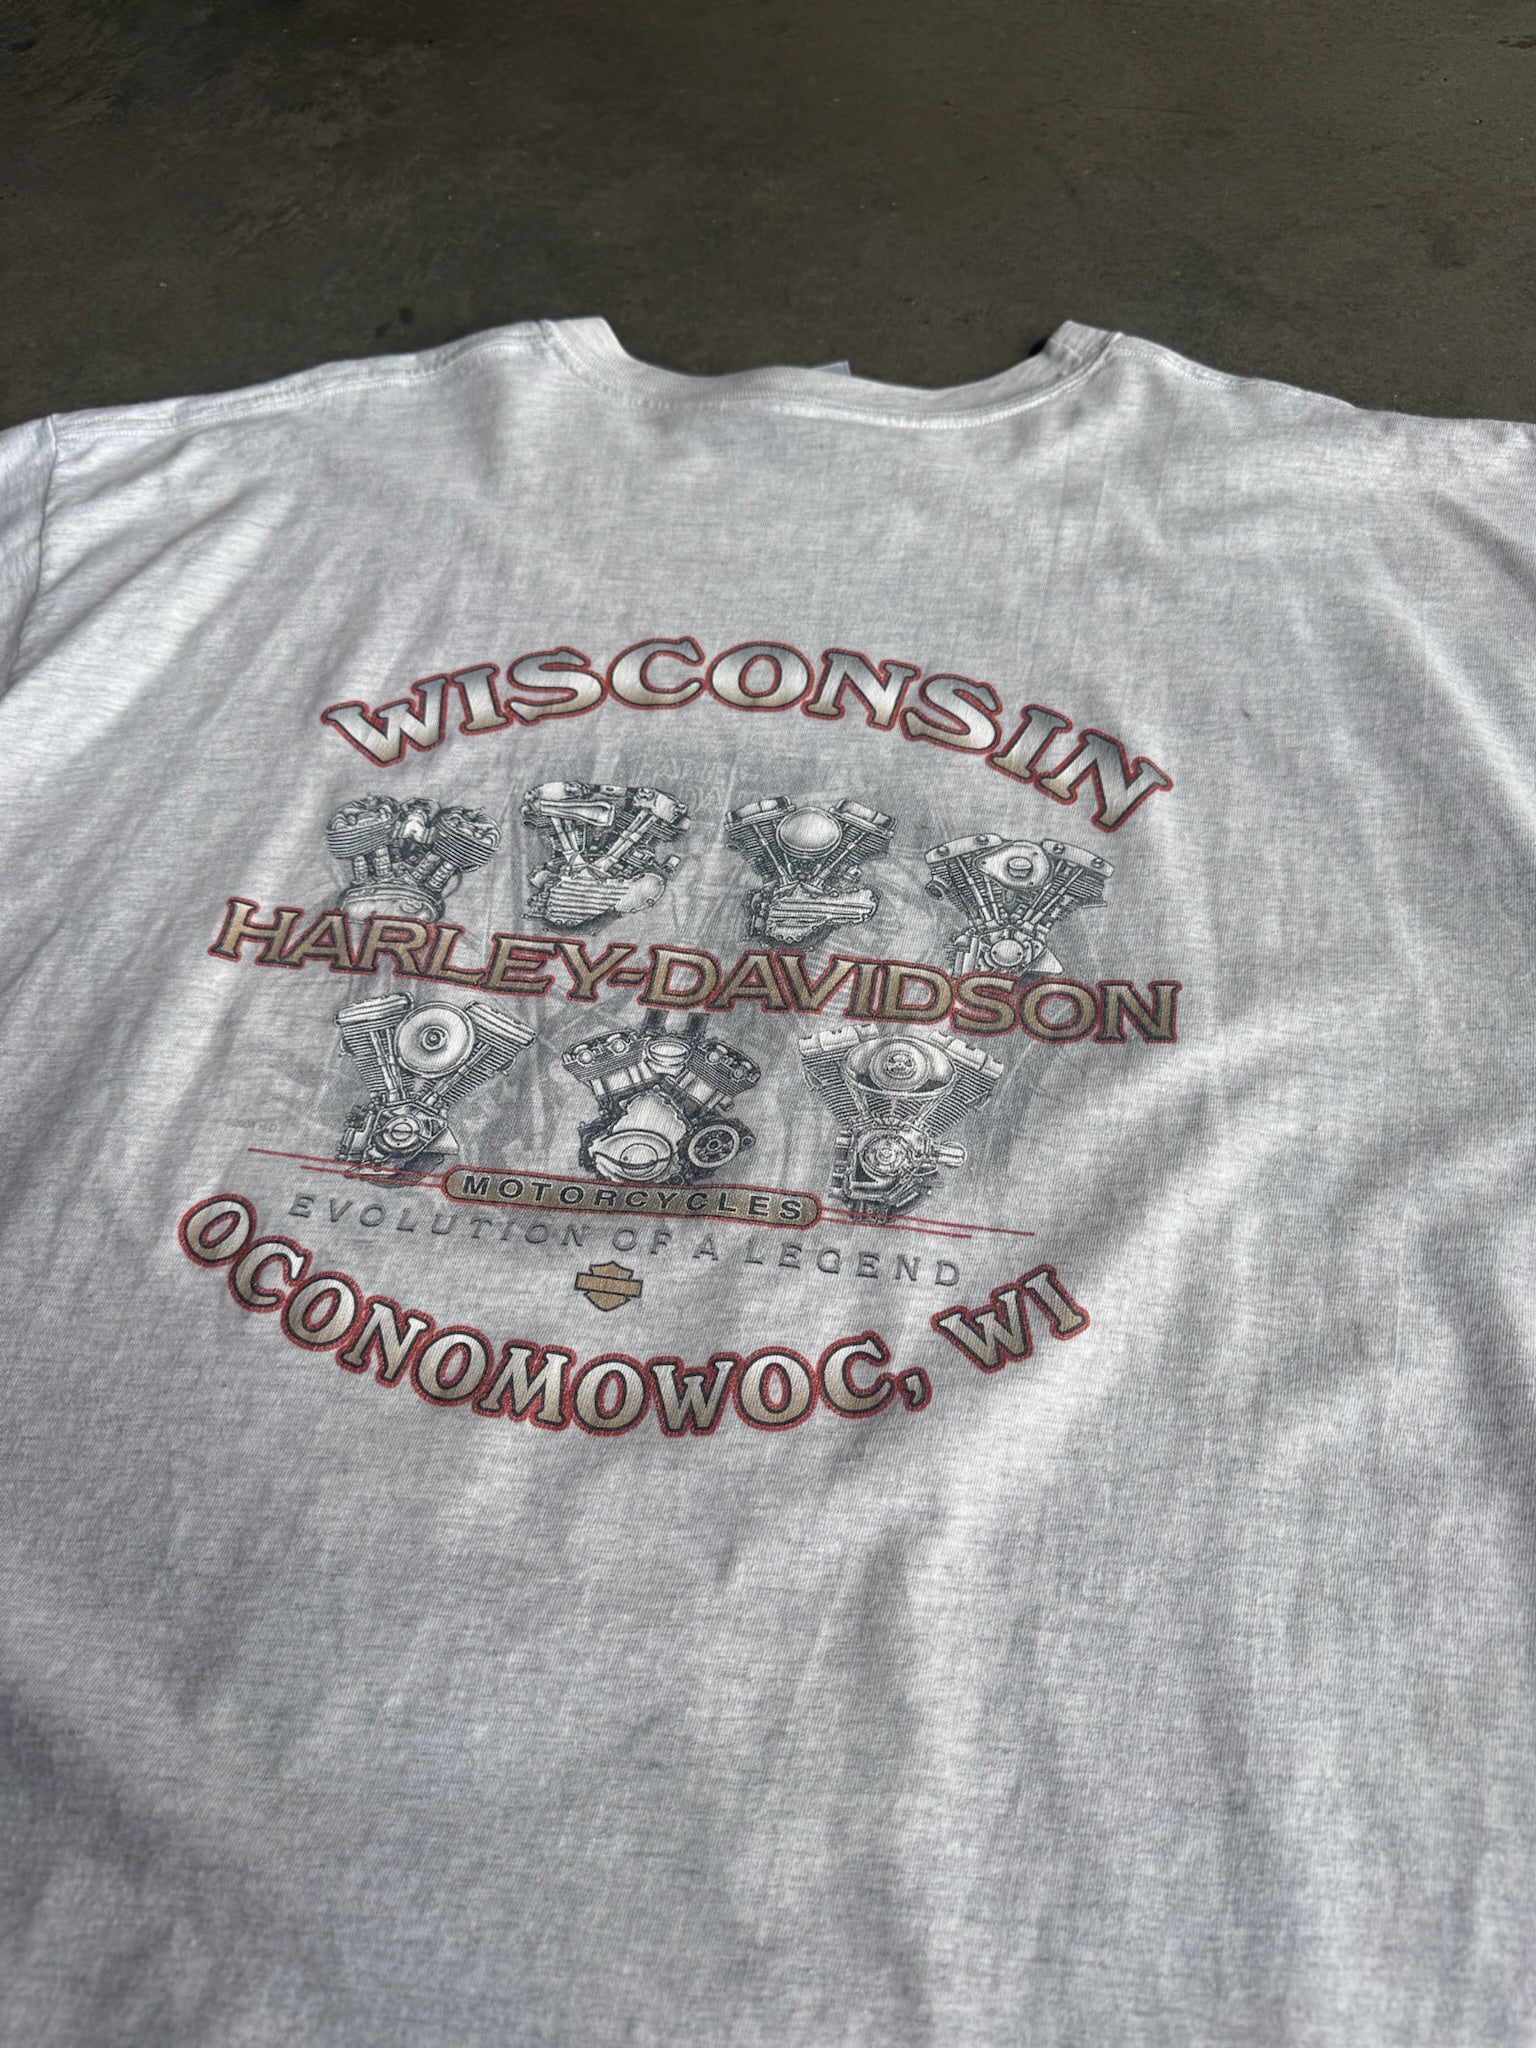 WISCONSIN
HARLEY-DAVIDSON
MOTORCYCLES
EVOLUTION OF A LEGEND
OCONOMOWOC, WI